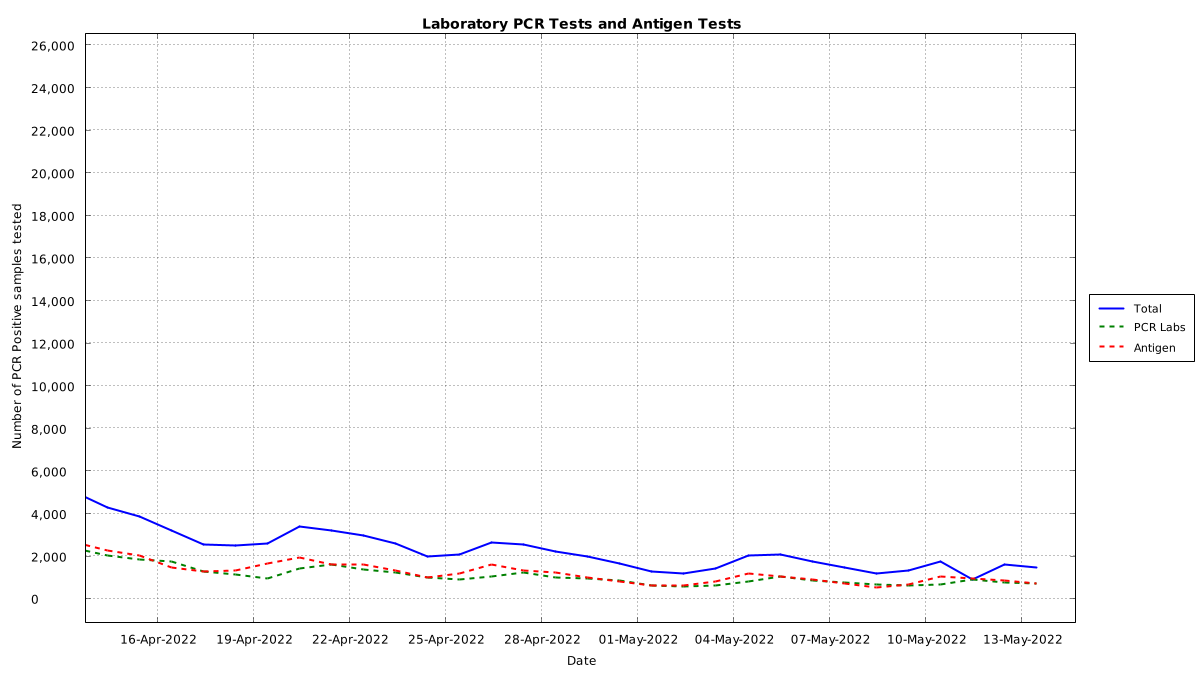 Laboratory PCR Tests and Antigen Tests
Number of PCR Positive samples tested
26,000
24,000
22,000
20,000
18,000
16,000
14,000
12,000
10,000
8,000
6,000
4,000
2,000
0
16-Apr-2022
19-Apr-2022
22-Apr-2022
25-Apr-2022
28-Apr-2022
01-May-2022
04-May-2022
07-May-2022
10-May-2022
13-May-2022
Date
Total
PCR Labs
Antigen